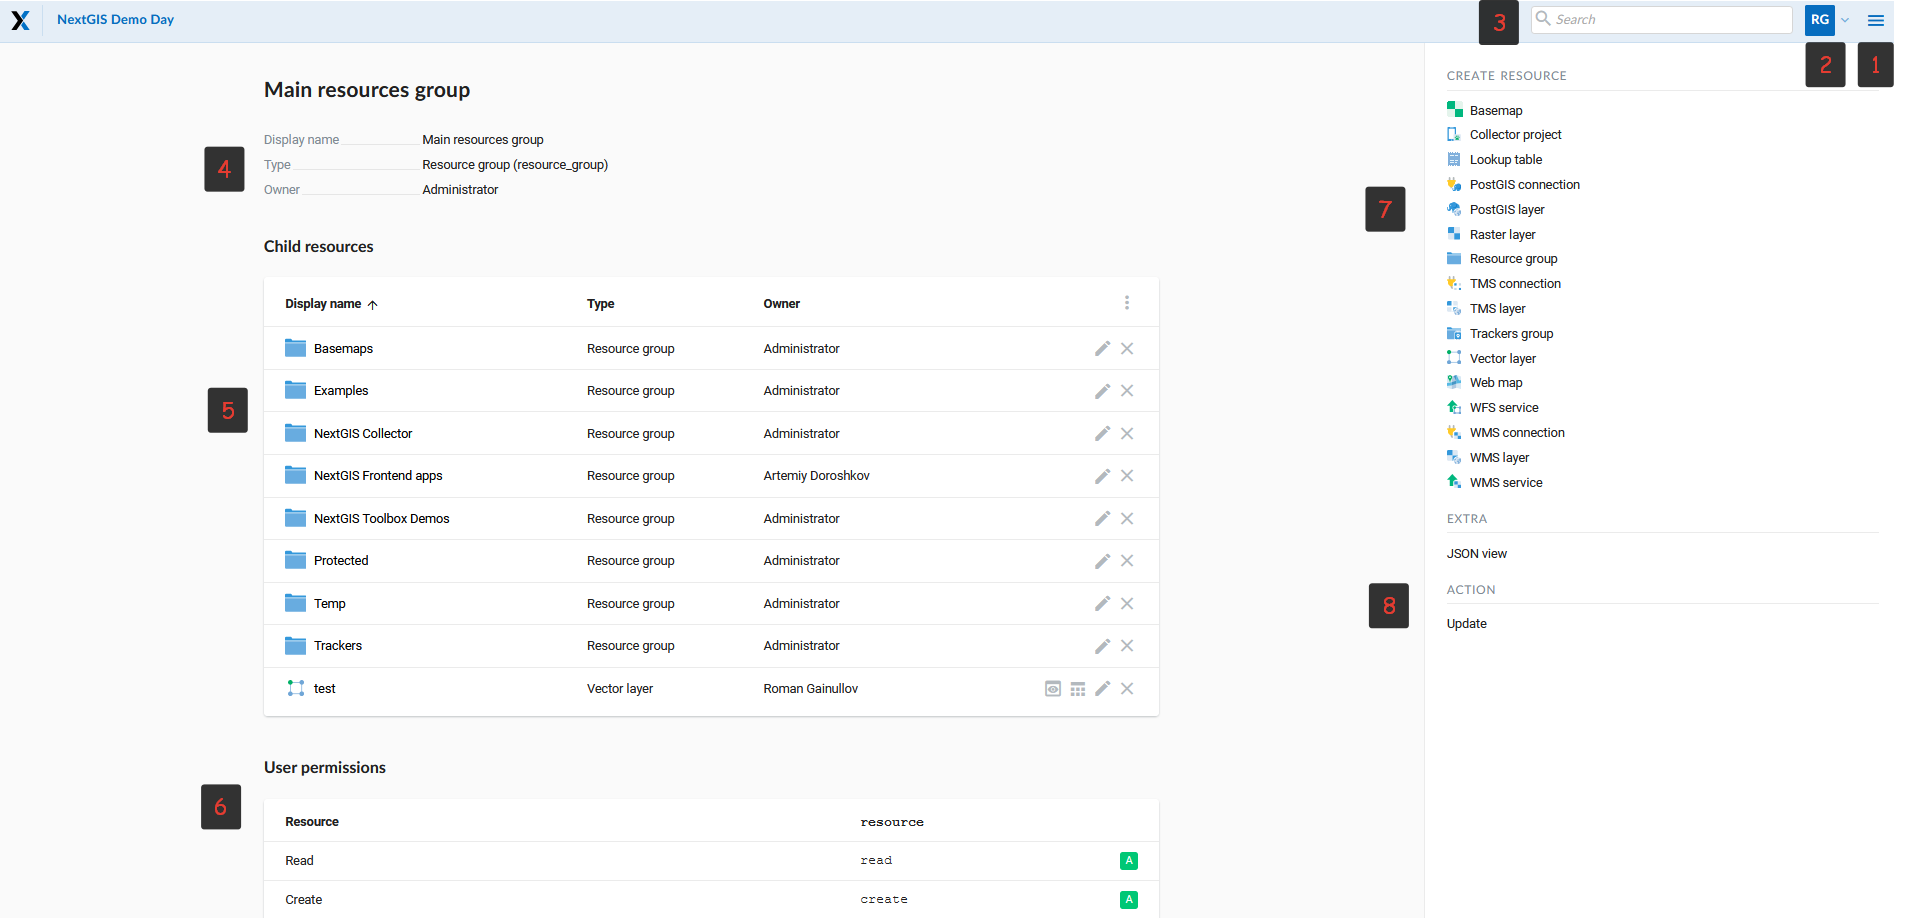 NextGIS Demo Day
3
Search
RG
2
1
Main resources group
Display name Main resources group
Type Resource group (resource_group)
Owner Administrator
4
Child resources
Display name Type Owner
Basemaps Resource group Administrator
Examples Resource group Administrator
5
NextGIS Collector Resource group Administrator
NextGIS Frontend apps Resource group Artemiy Doroshkov
NextGIS Toolbox Demos Resource group Administrator
Protected Resource group Administrator
Temp Resource group Administrator
Trackers Resource group Administrator
test Vector layer Roman Gainullov
User permissions
6
Resource resource
Read read A
Create create A
CREATE RESOURCE
Basemap
Collector project
Lookup table
PostGIS connection
7
PostGIS layer
Raster layer
Resource group
TMS connection
TMS layer
Trackers group
Vector layer
Web map
WFS service
WMS connection
WMS layer
WMS service
EXTRA
JSON view
ACTION
8
Update